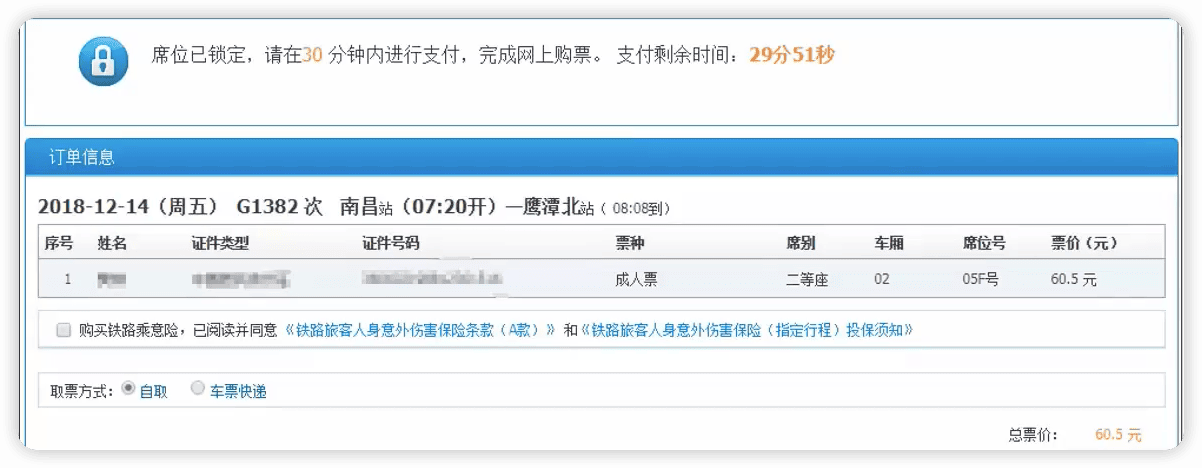 席位已锁定，请在30 分钟内进行支付，完成网上购票。 支付剩余时间：29分51秒
订单信息
2018-12-14（周五） G1382 次 南昌站（07:20开）—鹰潭北站（ 08:08到）
序号 姓名 证件类型 证件号码 票种 席别 车厢 席位号 票价（元）
1 成人票 二等座 02 05F号 60.5 元
购买铁路乘意险，已阅读并同意 《铁路旅客人身意外伤害保险条款（A款）》 和《铁路旅客人身意外伤害保险（指定行程）投保须知》
取票方式： 自取 车票快递
总票价： 60.5 元